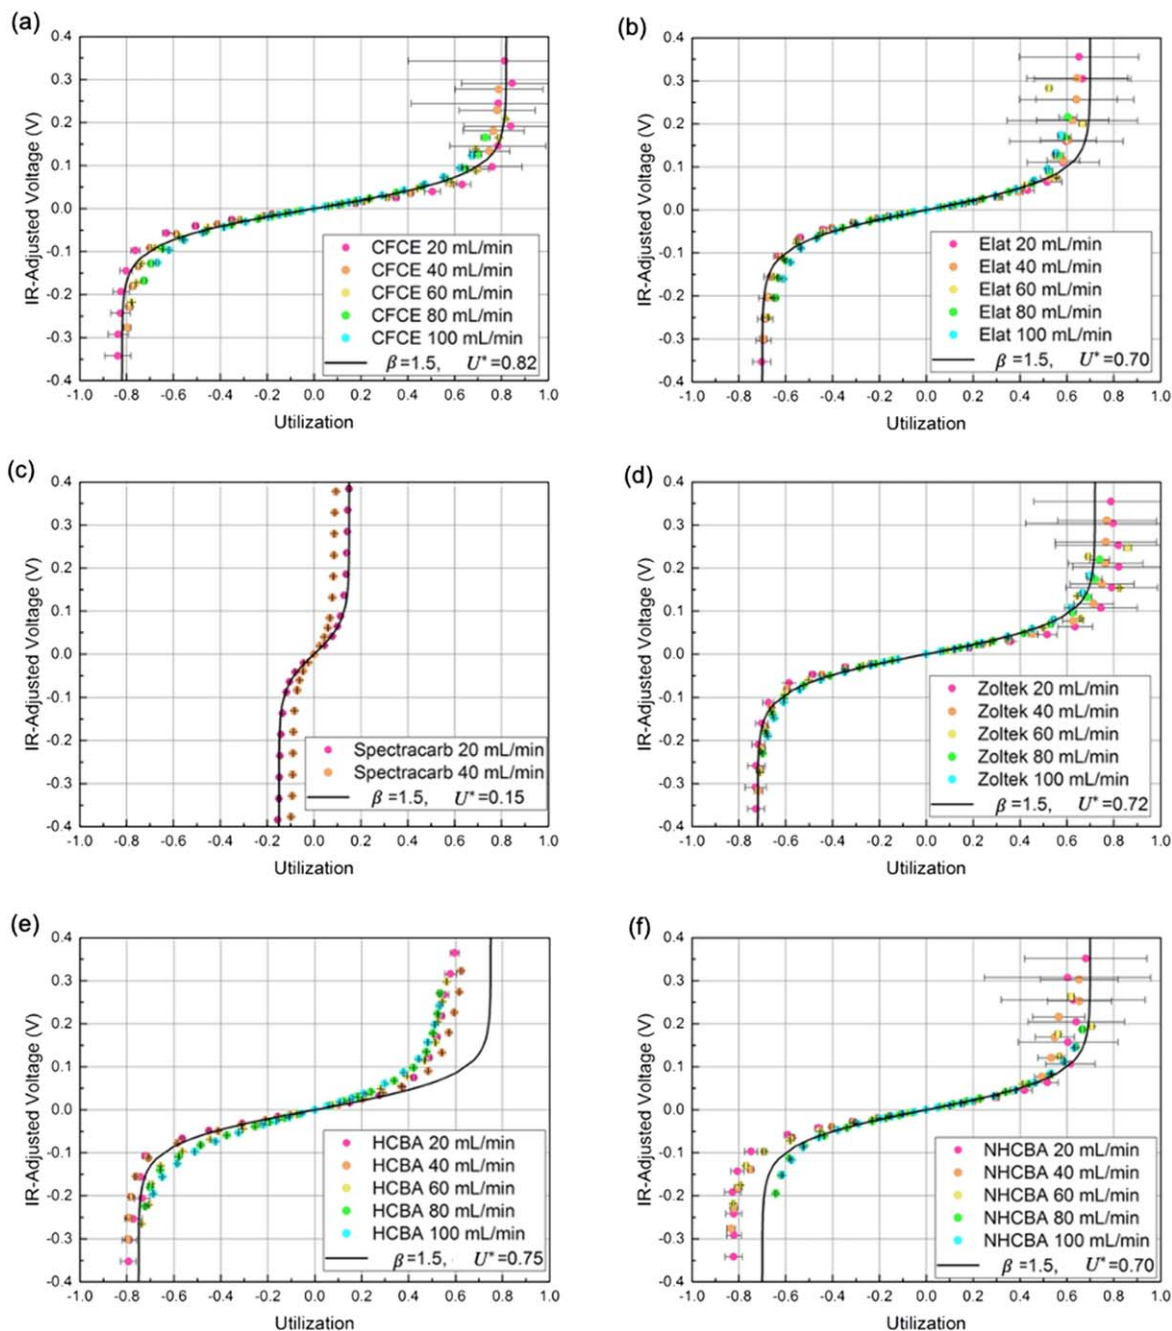 (a)
0.4
0.3
0.2
0.1
0.0
-0.1
-0.2
-0.3
-0.4
IR-Adjusted Voltage (V)
CFCE 20 mL/min
CFCE 40 mL/min
CFCE 60 mL/min
CFCE 80 mL/min
CFCE 100 mL/min
β=1.5, U*=0.82
-1.0 -0.8 -0.6 -0.4 -0.2 0.0 0.2 0.4 0.6 0.8 1.0
Utilization
(b)
0.4
0.3
0.2
0.1
0.0
-0.1
-0.2
-0.3
-0.4
IR-Adjusted Voltage (V)
Elat 20 mL/min
Elat 40 mL/min
Elat 60 mL/min
Elat 80 mL/min
Elat 100 mL/min
β=1.5, U*=0.70
-1.0 -0.8 -0.6 -0.4 -0.2 0.0 0.2 0.4 0.6 0.8 1.0
Utilization
(c)
0.4
0.3
0.2
0.1
0.0
-0.1
-0.2
-0.3
-0.4
IR-Adjusted Voltage (V)
Spectracarb 20 mL/min
Spectracarb 40 mL/min
β=1.5, U*=0.15
-1.0 -0.8 -0.6 -0.4 -0.2 0.0 0.2 0.4 0.6 0.8 1.0
Utilization
(d)
0.4
0.3
0.2
0.1
0.0
-0.1
-0.2
-0.3
-0.4
IR-Adjusted Voltage (V)
Zoltek 20 mL/min
Zoltek 40 mL/min
Zoltek 60 mL/min
Zoltek 80 mL/min
Zoltek 100 mL/min
β=1.5, U*=0.72
-1.0 -0.8 -0.6 -0.4 -0.2 0.0 0.2 0.4 0.6 0.8 1.0
Utilization
(e)
0.4
0.3
0.2
0.1
0.0
-0.1
-0.2
-0.3
-0.4
IR-Adjusted Voltage (V)
HCBA 20 mL/min
HCBA 40 mL/min
HCBA 60 mL/min
HCBA 80 mL/min
HCBA 100 mL/min
β=1.5, U*=0.75
-1.0 -0.8 -0.6 -0.4 -0.2 0.0 0.2 0.4 0.6 0.8 1.0
Utilization
(f)
0.4
0.3
0.2
0.1
0.0
-0.1
-0.2
-0.3
-0.4
IR-Adjusted Voltage (V)
NHCBA 20 mL/min
NHCBA 40 mL/min
NHCBA 60 mL/min
NHCBA 80 mL/min
NHCBA 100 mL/min
β=1.5, U*=0.70
-1.0 -0.8 -0.6 -0.4 -0.2 0.0 0.2 0.4 0.6 0.8 1.0
Utilization